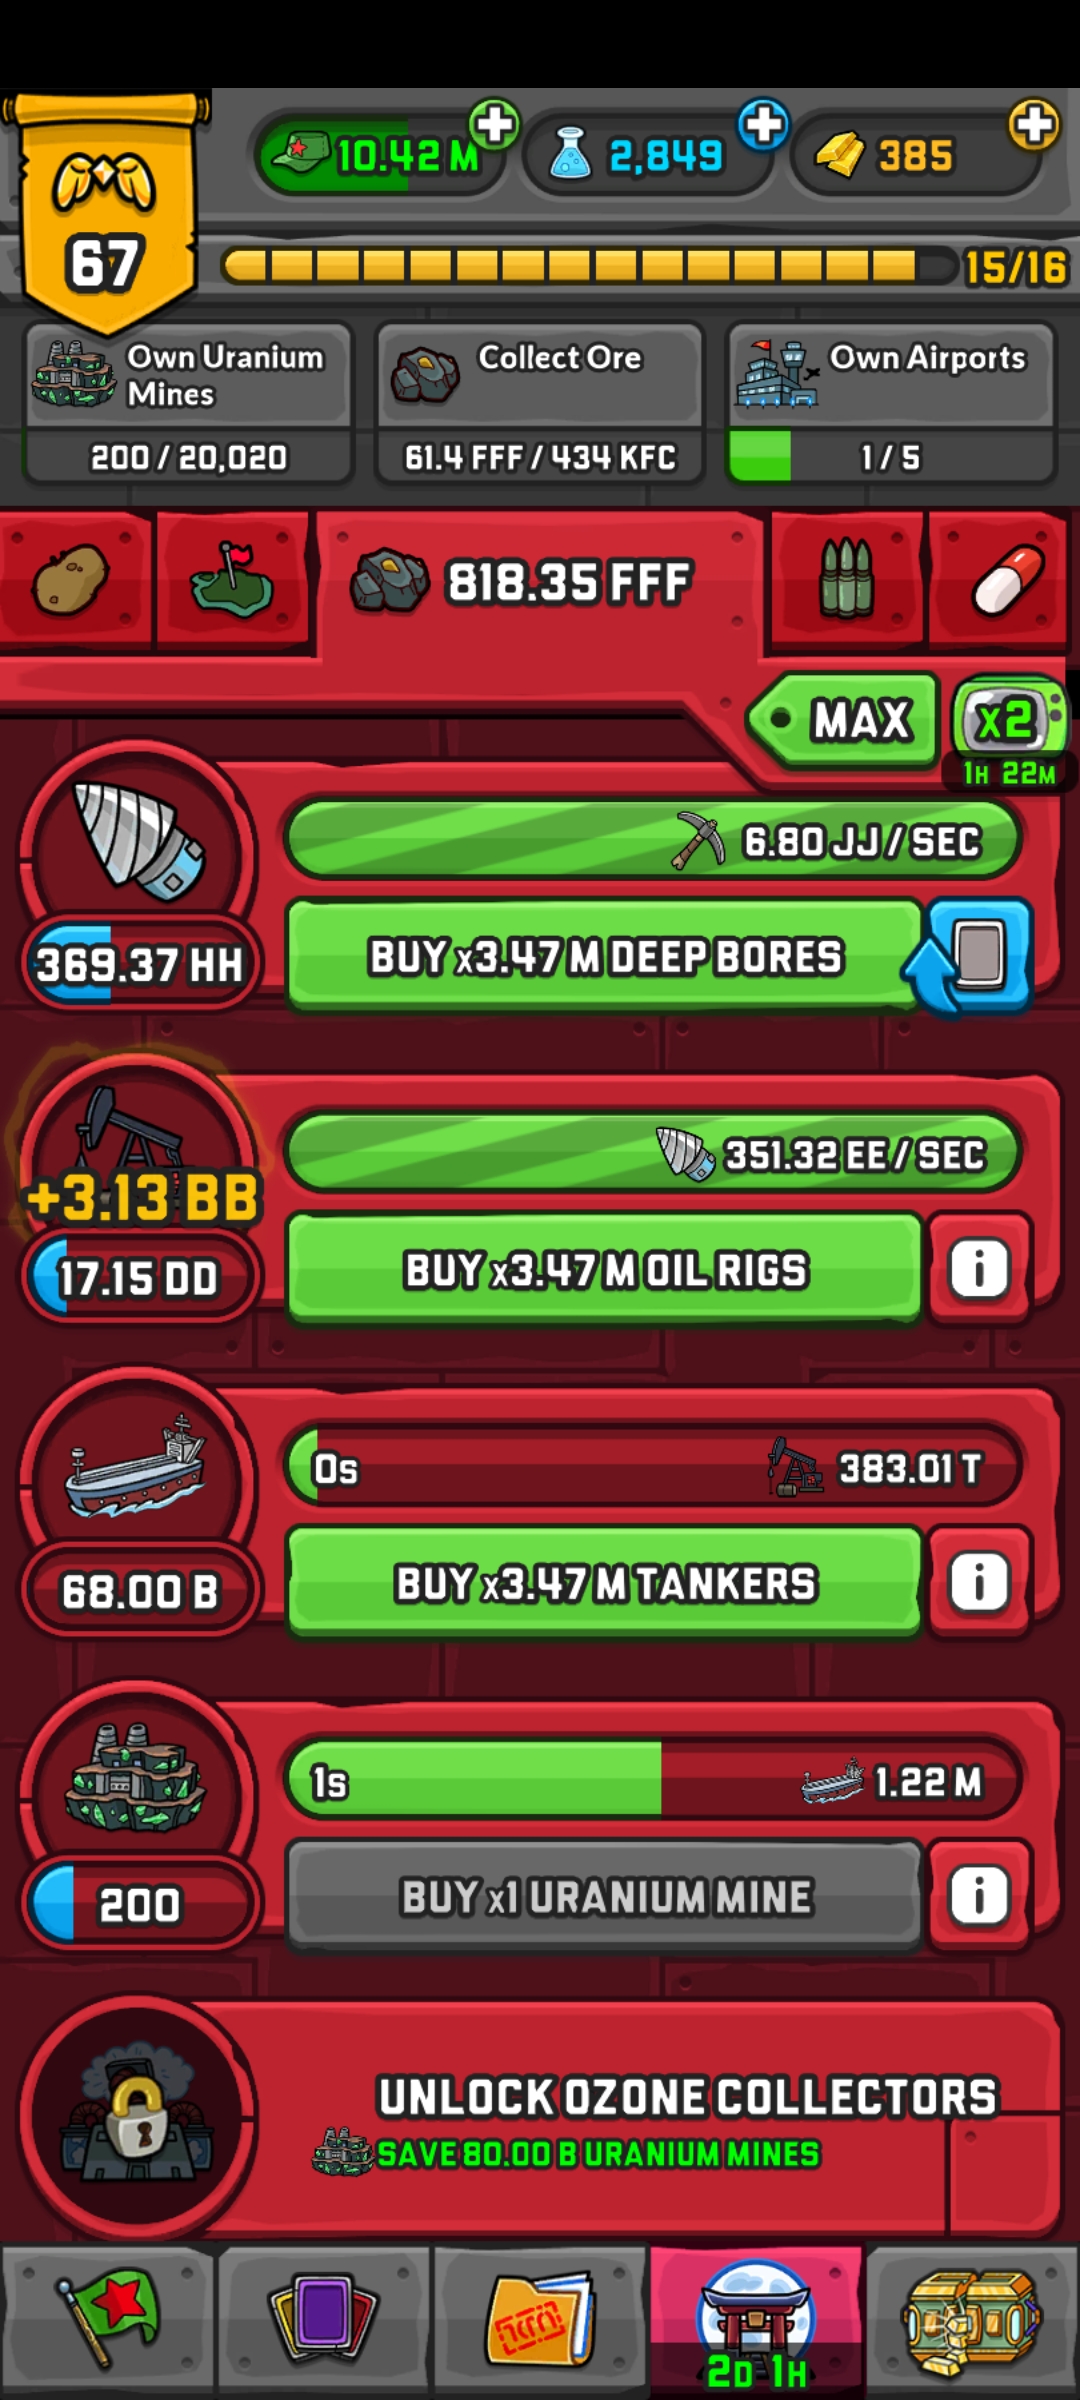 10.42 M
2,849
385
67
15/16
Own Uranium
Mines
200 / 20,020
Collect Ore
61.4 FFF / 434 KFC
Own Airports
1 / 5
818.35 FFF
MAX
x2
1H 22M
6.80 JJ / SEC
369.37 HH
BUY x3.47 M DEEP BORES
351.32 EE / SEC
+3.13 BB
17.15 DD
BUY x3.47 M OIL RIGS
i
0s
383.01 T
68.00 B
BUY x3.47 M TANKERS
i
1s
1.22 M
200
BUY x1 URANIUM MINE
i
UNLOCK OZONE COLLECTORS
SAVE 80.00 B URANIUM MINES
2D 1H